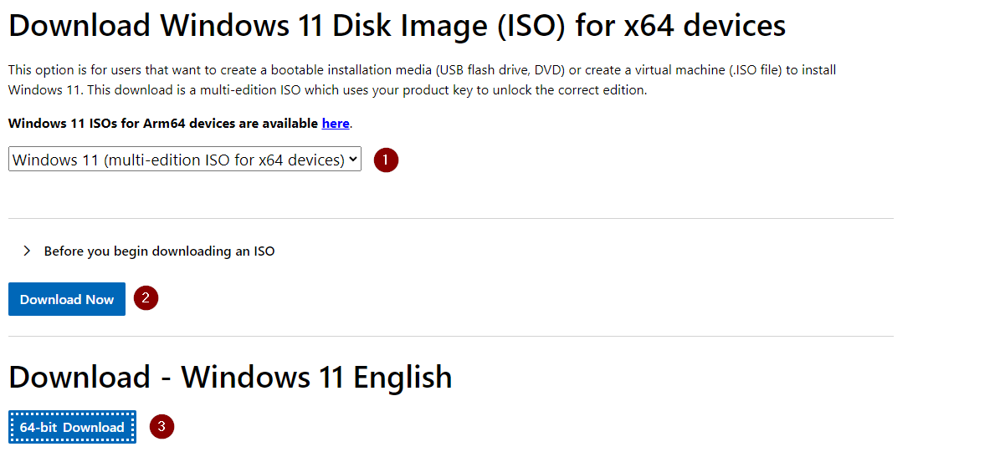 Download Windows 11 Disk Image (ISO) for x64 devices
This option is for users that want to create a bootable installation media (USB flash drive, DVD) or create a virtual machine (.ISO file) to install
Windows 11. This download is a multi-edition ISO which uses your product key to unlock the correct edition.
Windows 11 ISOs for Arm64 devices are available here.
Windows 11 (multi-edition ISO for x64 devices) 1
Before you begin downloading an ISO
Download Now 2
Download - Windows 11 English
64-bit Download 3